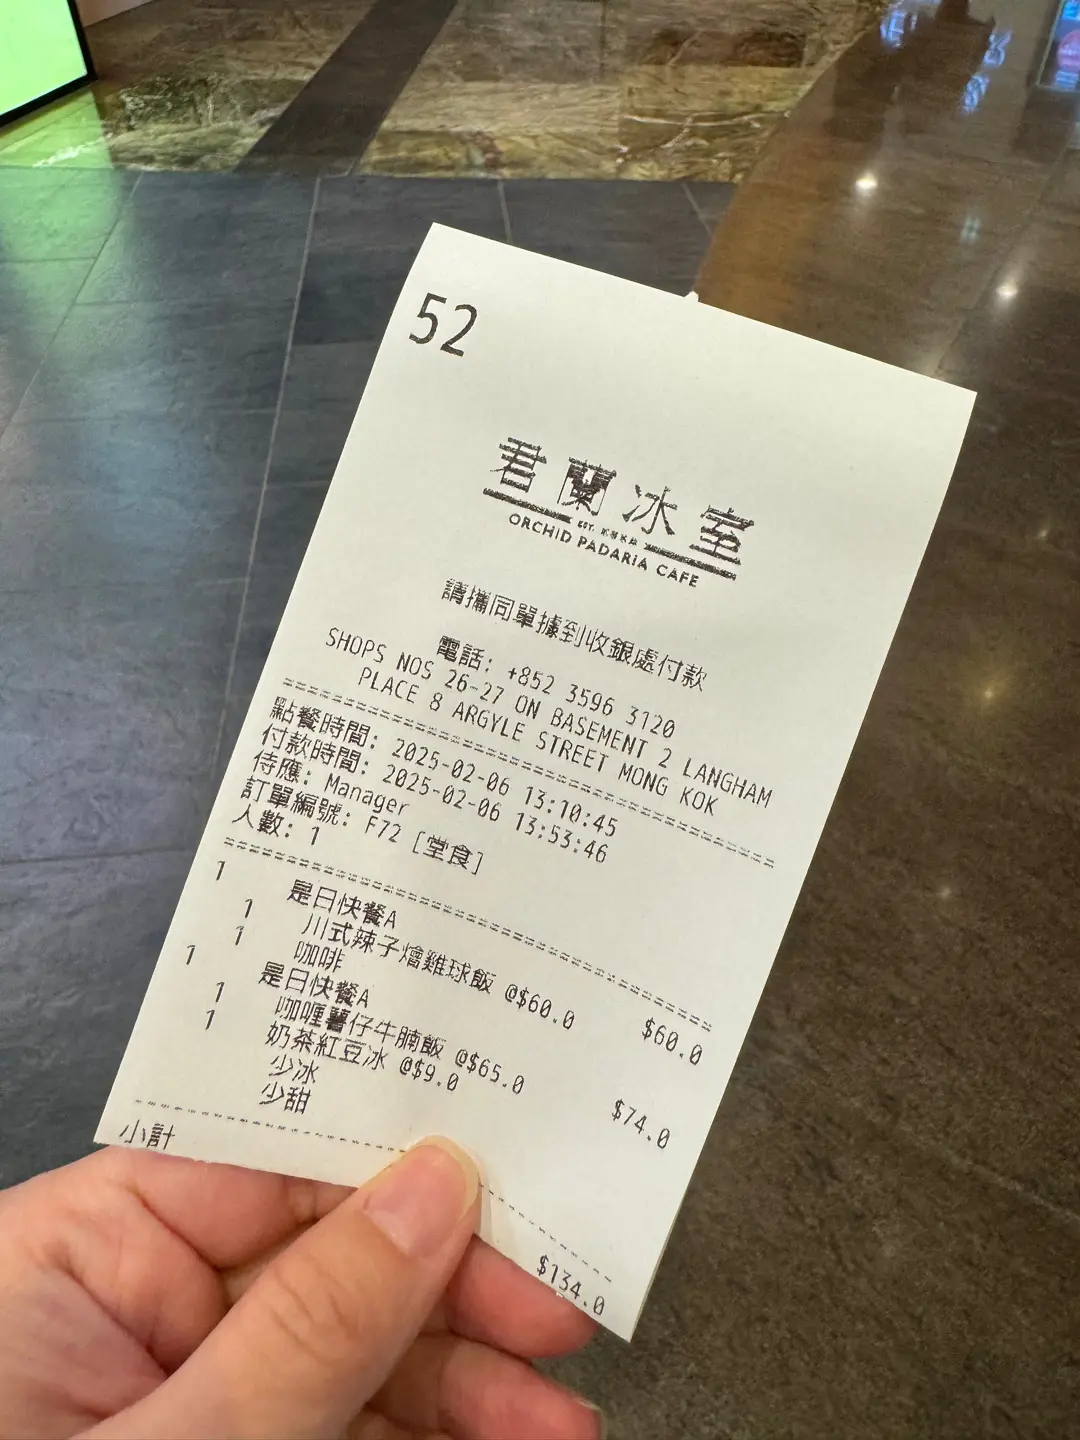 52
君蘭冰室
ORCHID PADARIA CAFE
請攜同單據到收銀處付款
電話: +852 3596 3120
SHOPS NOS 26-27 ON BASEMENT 2 LANGHAM
PLACE 8 ARGYLE STREET MONG KOK
點餐時間: 2025-02-06 13:10:45
付款時間: 2025-02-06 13:53:46
侍應: Manager
訂單編號: F72 [堂食]
人數: 1
1 是日快餐A
1 川式辣子燴雞球飯 @$60.0 $60.0
1 咖啡
1 是日快餐A
1 咖喱薯仔牛腩飯 @$65.0
1 奶茶紅豆冰 @$9.0 $74.0
少冰
少甜
小計 $134.0